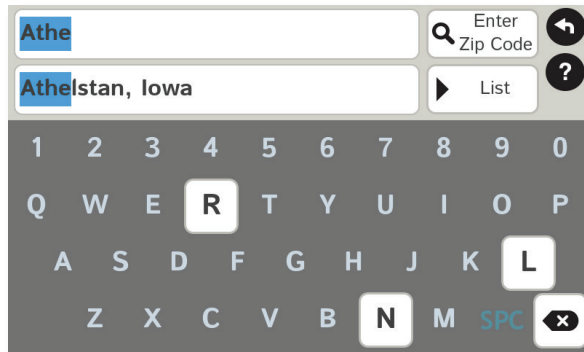 Athe
Enter
Zip Code
?
Athelstan, Iowa
List
1 2 3 4 5 6 7 8 9 0
Q W E R T Y U I O P
A S D F G H J K L
Z X C V B N M SPC